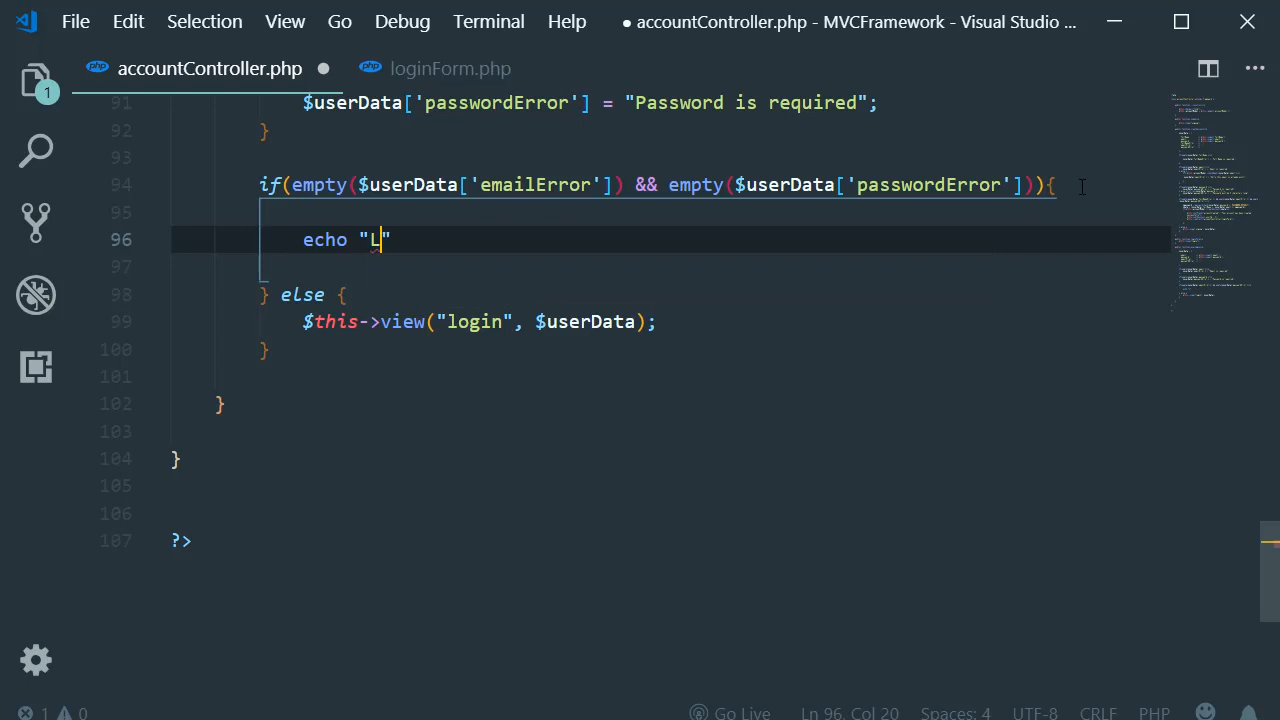 File Edit Selection View Go Debug Terminal Help ● accountController.php - MVCFramework - Visual Studio ...
php accountController.php ● php loginForm.php
1
91 $userData['passwordError'] = "Password is required";
92 }
93
94 if(empty($userData['emailError']) && empty($userData['passwordError'])){
95
96 echo "L"
97
98 } else {
99 $this->view("login", $userData);
100 }
101
102 }
103
104 }
105
106
107 ?>
1 0 Go Live Ln 96, Col 20 Spaces: 4 UTF-8 CRLF PHP